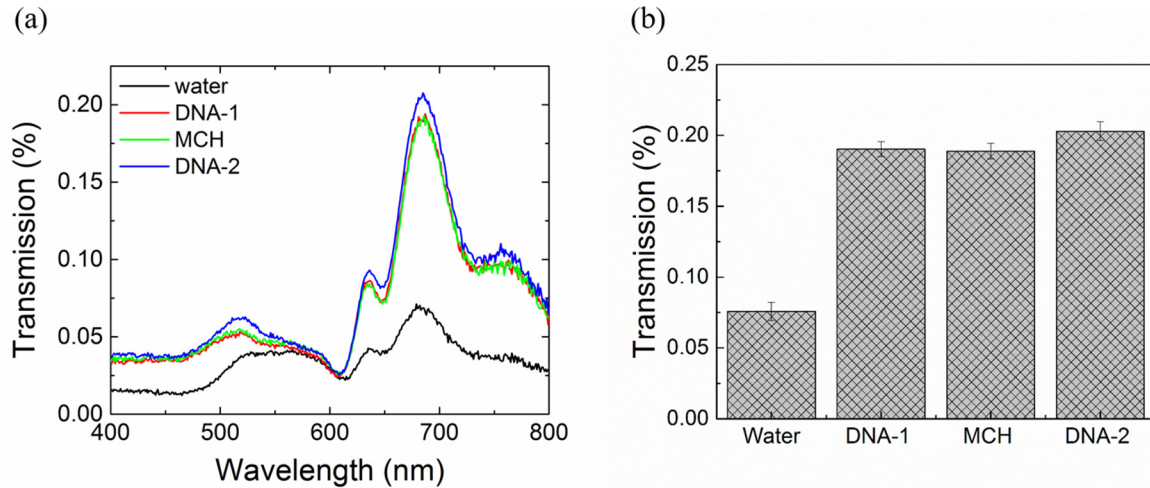 (a)
(b)
water
DNA-1
MCH
DNA-2
Transmission (%)
0.20
0.15
0.10
0.05
0.00
400 500 600 700 800
Wavelength (nm)
Transmission (%)
0.25
0.20
0.15
0.10
0.05
0.00
Water DNA-1 MCH DNA-2